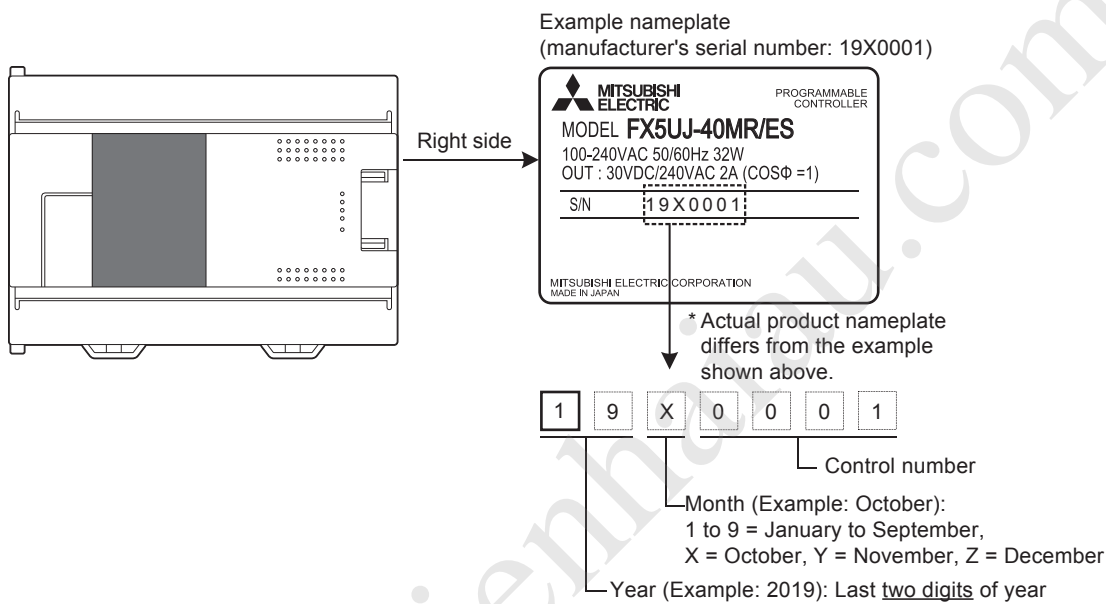 Example nameplate
(manufacturer's serial number: 19X0001)
MITSUBISHI
ELECTRIC
PROGRAMMABLE
CONTROLLER
MODEL FX5UJ-40MR/ES
100-240VAC 50/60Hz 32W
OUT : 30VDC/240VAC 2A (COSΦ =1)
S/N 19X0001
MITSUBISHI ELECTRIC CORPORATION
MADE IN JAPAN
Right side
* Actual product nameplate
differs from the example
shown above.
1 9 X 0 0 0 1
Control number
Month (Example: October):
1 to 9 = January to September,
X = October, Y = November, Z = December
Year (Example: 2019): Last two digits of year
ienhaiau.com